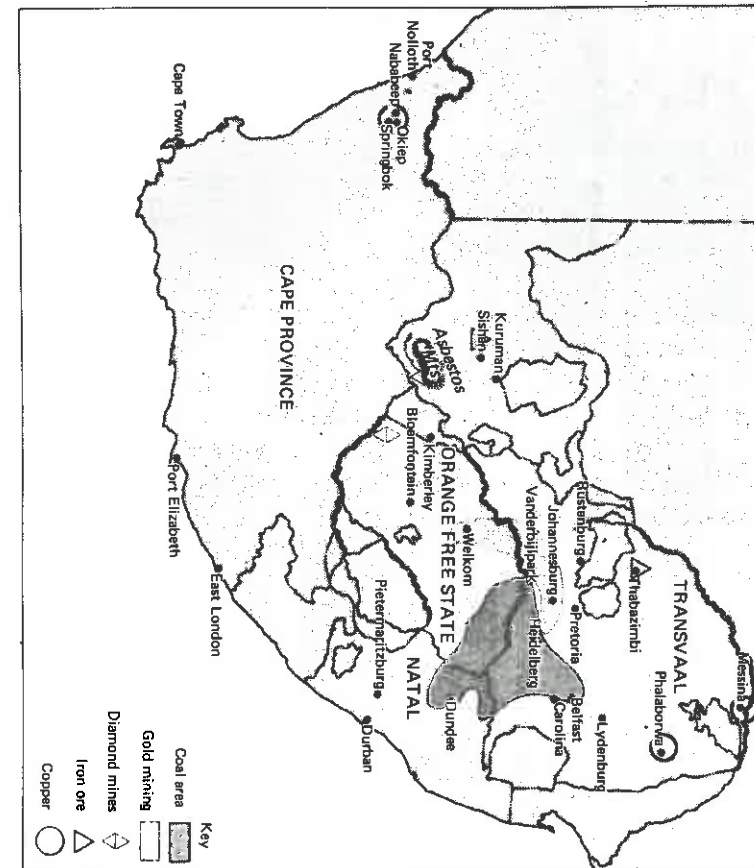 Port
Nolloth
Nababeep
Okiep
Springbok
Cape Town
CAPE PROVINCE
Kuruman
Sishan
Asbestos
Mts
Kimberley
Bloemfontein
ORANGE FREE STATE
Welkom
Vanderbijlpark
Johannesburg
Rustenburg
Thabazimbi
TRANSVAAL
Messina
Phalaborwa
Pretoria
Heidelberg
Belfast
Carolina
Lydenburg
Dundee
NATAL
Pietermaritzburg
Durban
Port Elizabeth
East London
Key
Coal area
Gold mining
Diamond mines
Iron ore
Copper